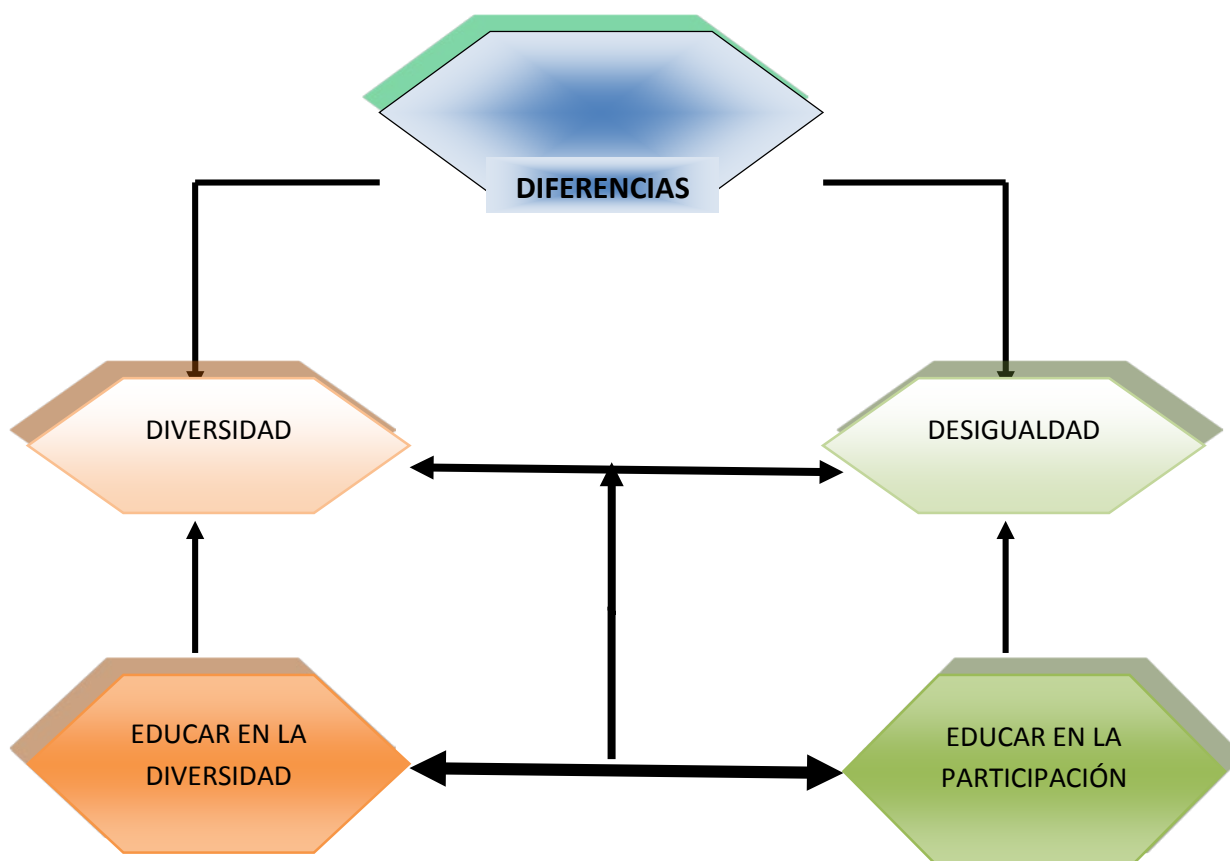 DIFERENCIAS
DIVERSIDAD
DESIGUALDAD
EDUCAR EN LA
DIVERSIDAD
EDUCAR EN LA
PARTICIPACIÓN